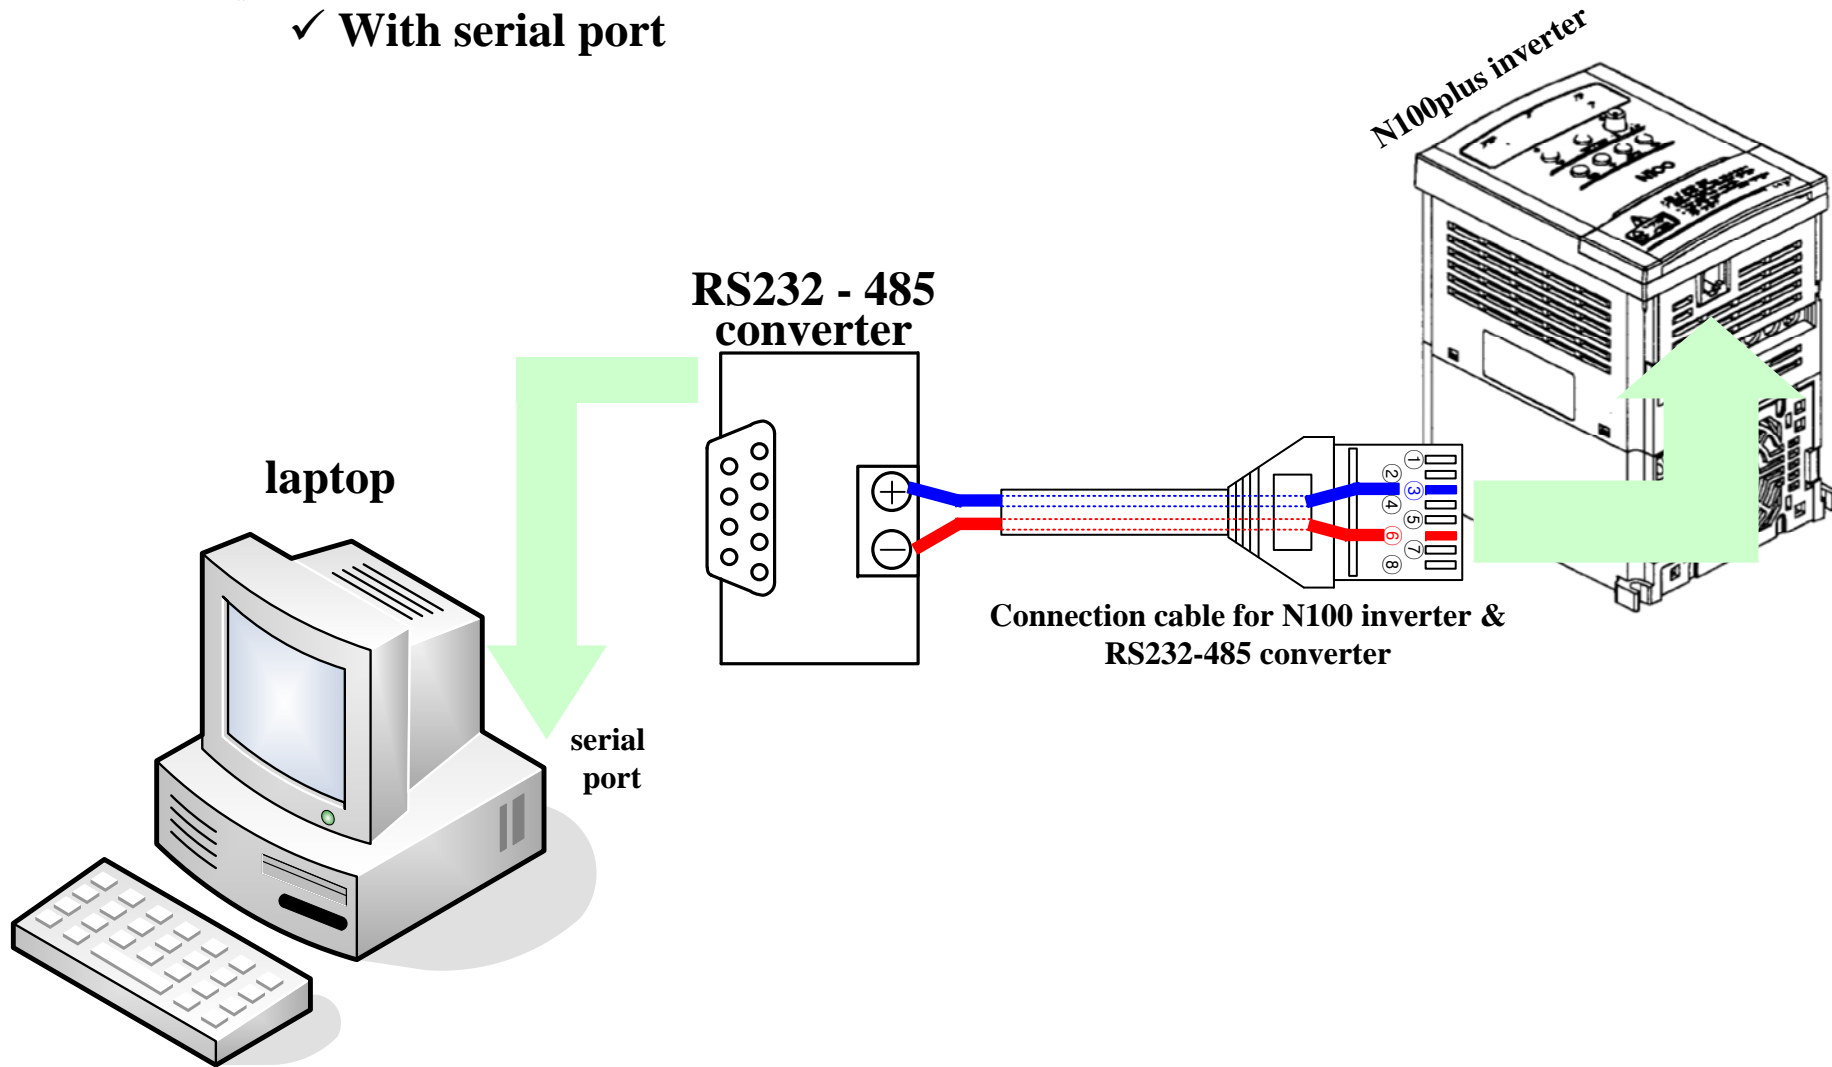 ✓ With serial port
N100plus inverter
RS232 - 485
converter
laptop
serial
port
①
②
③
④
⑤
⑥
⑦
⑧
Connection cable for N100 inverter &
RS232-485 converter
N100